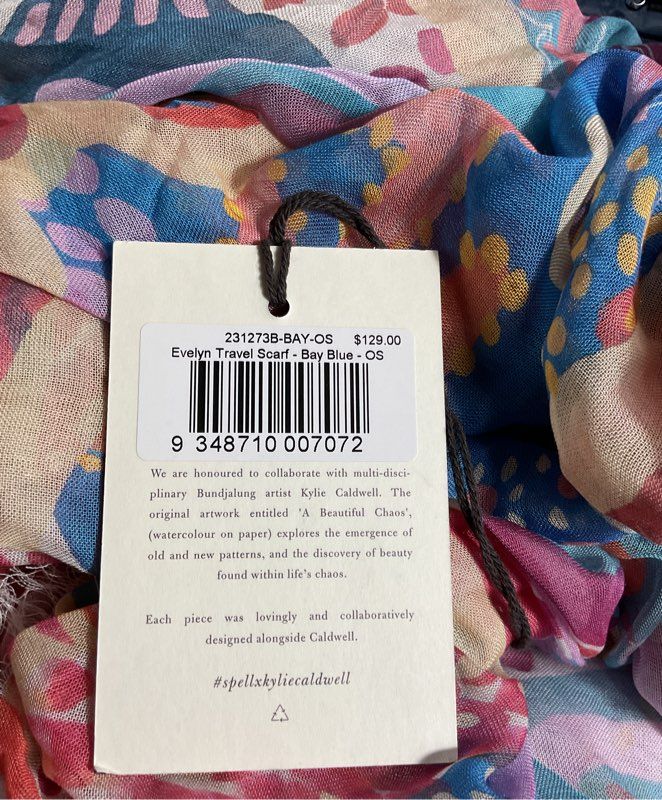 231273B-BAY-OS $129.00
Evelyn Travel Scarf - Bay Blue - OS
9 348710 007072
We are honoured to collaborate with multi-disci-
plinary Bundjalung artist Kylie Caldwell. The
original artwork entitled 'A Beautiful Chaos',
(watercolour on paper) explores the emergence of
old and new patterns, and the discovery of beauty
found within life's chaos.
Each piece was lovingly and collaboratively
designed alongside Caldwell.
#spellxkyliecaldwell